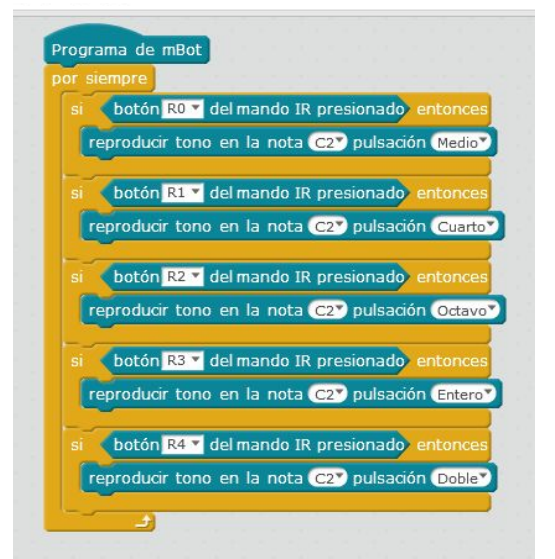 Programa de mBot
por siempre
si botón R0 del mando IR presionado entonces
reproducir tono en la nota C2 pulsación Medio
si botón R1 del mando IR presionado entonces
reproducir tono en la nota C2 pulsación Cuarto
si botón R2 del mando IR presionado entonces
reproducir tono en la nota C2 pulsación Octavo
si botón R3 del mando IR presionado entonces
reproducir tono en la nota C2 pulsación Entero
si botón R4 del mando IR presionado entonces
reproducir tono en la nota C2 pulsación Doble